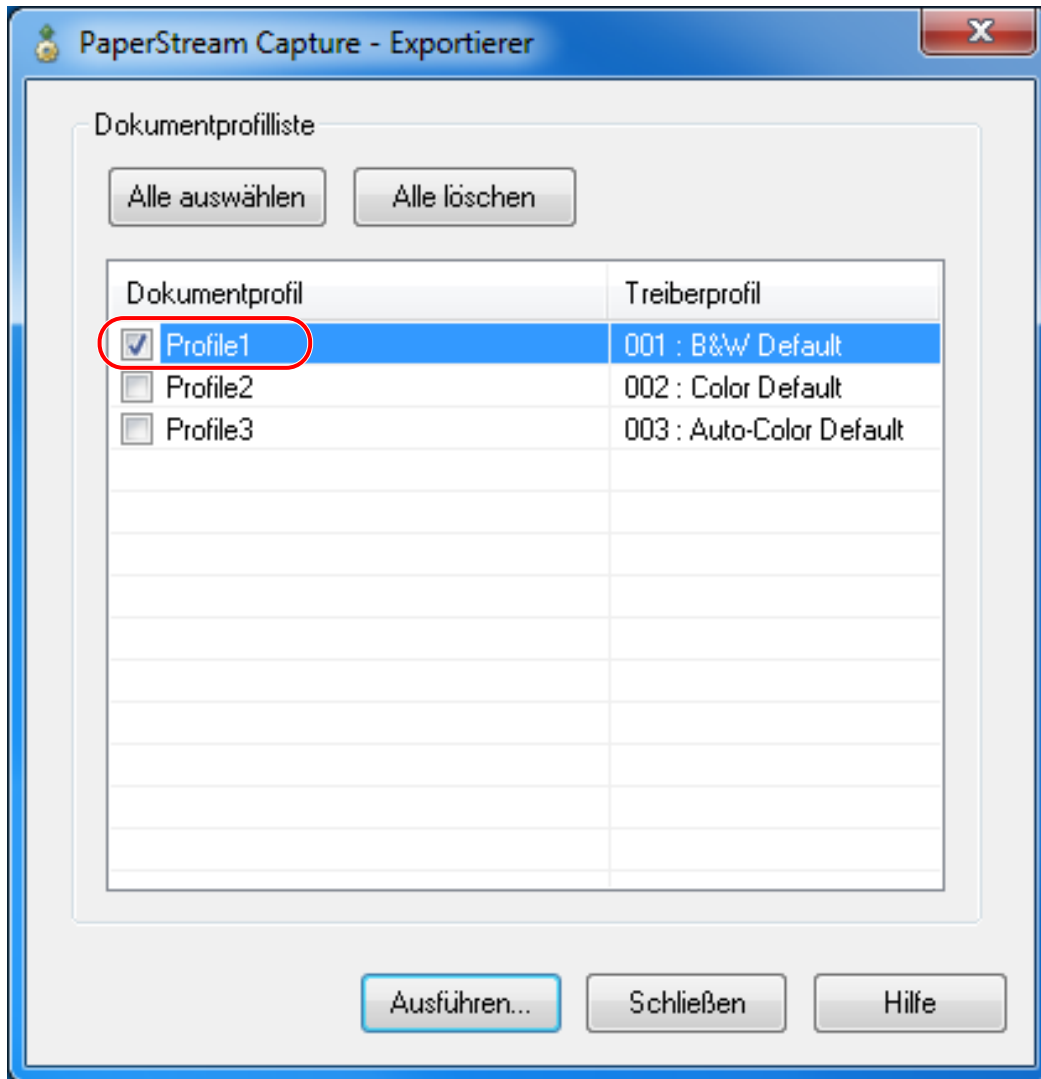 PaperStream Capture - Exportierer
x
Dokumentprofilliste
Alle auswählen Alle löschen
Dokumentprofil Treiberprofil
Profile1 001 : B&W Default
Profile2 002 : Color Default
Profile3 003 : Auto-Color Default
Ausführen... Schließen Hilfe